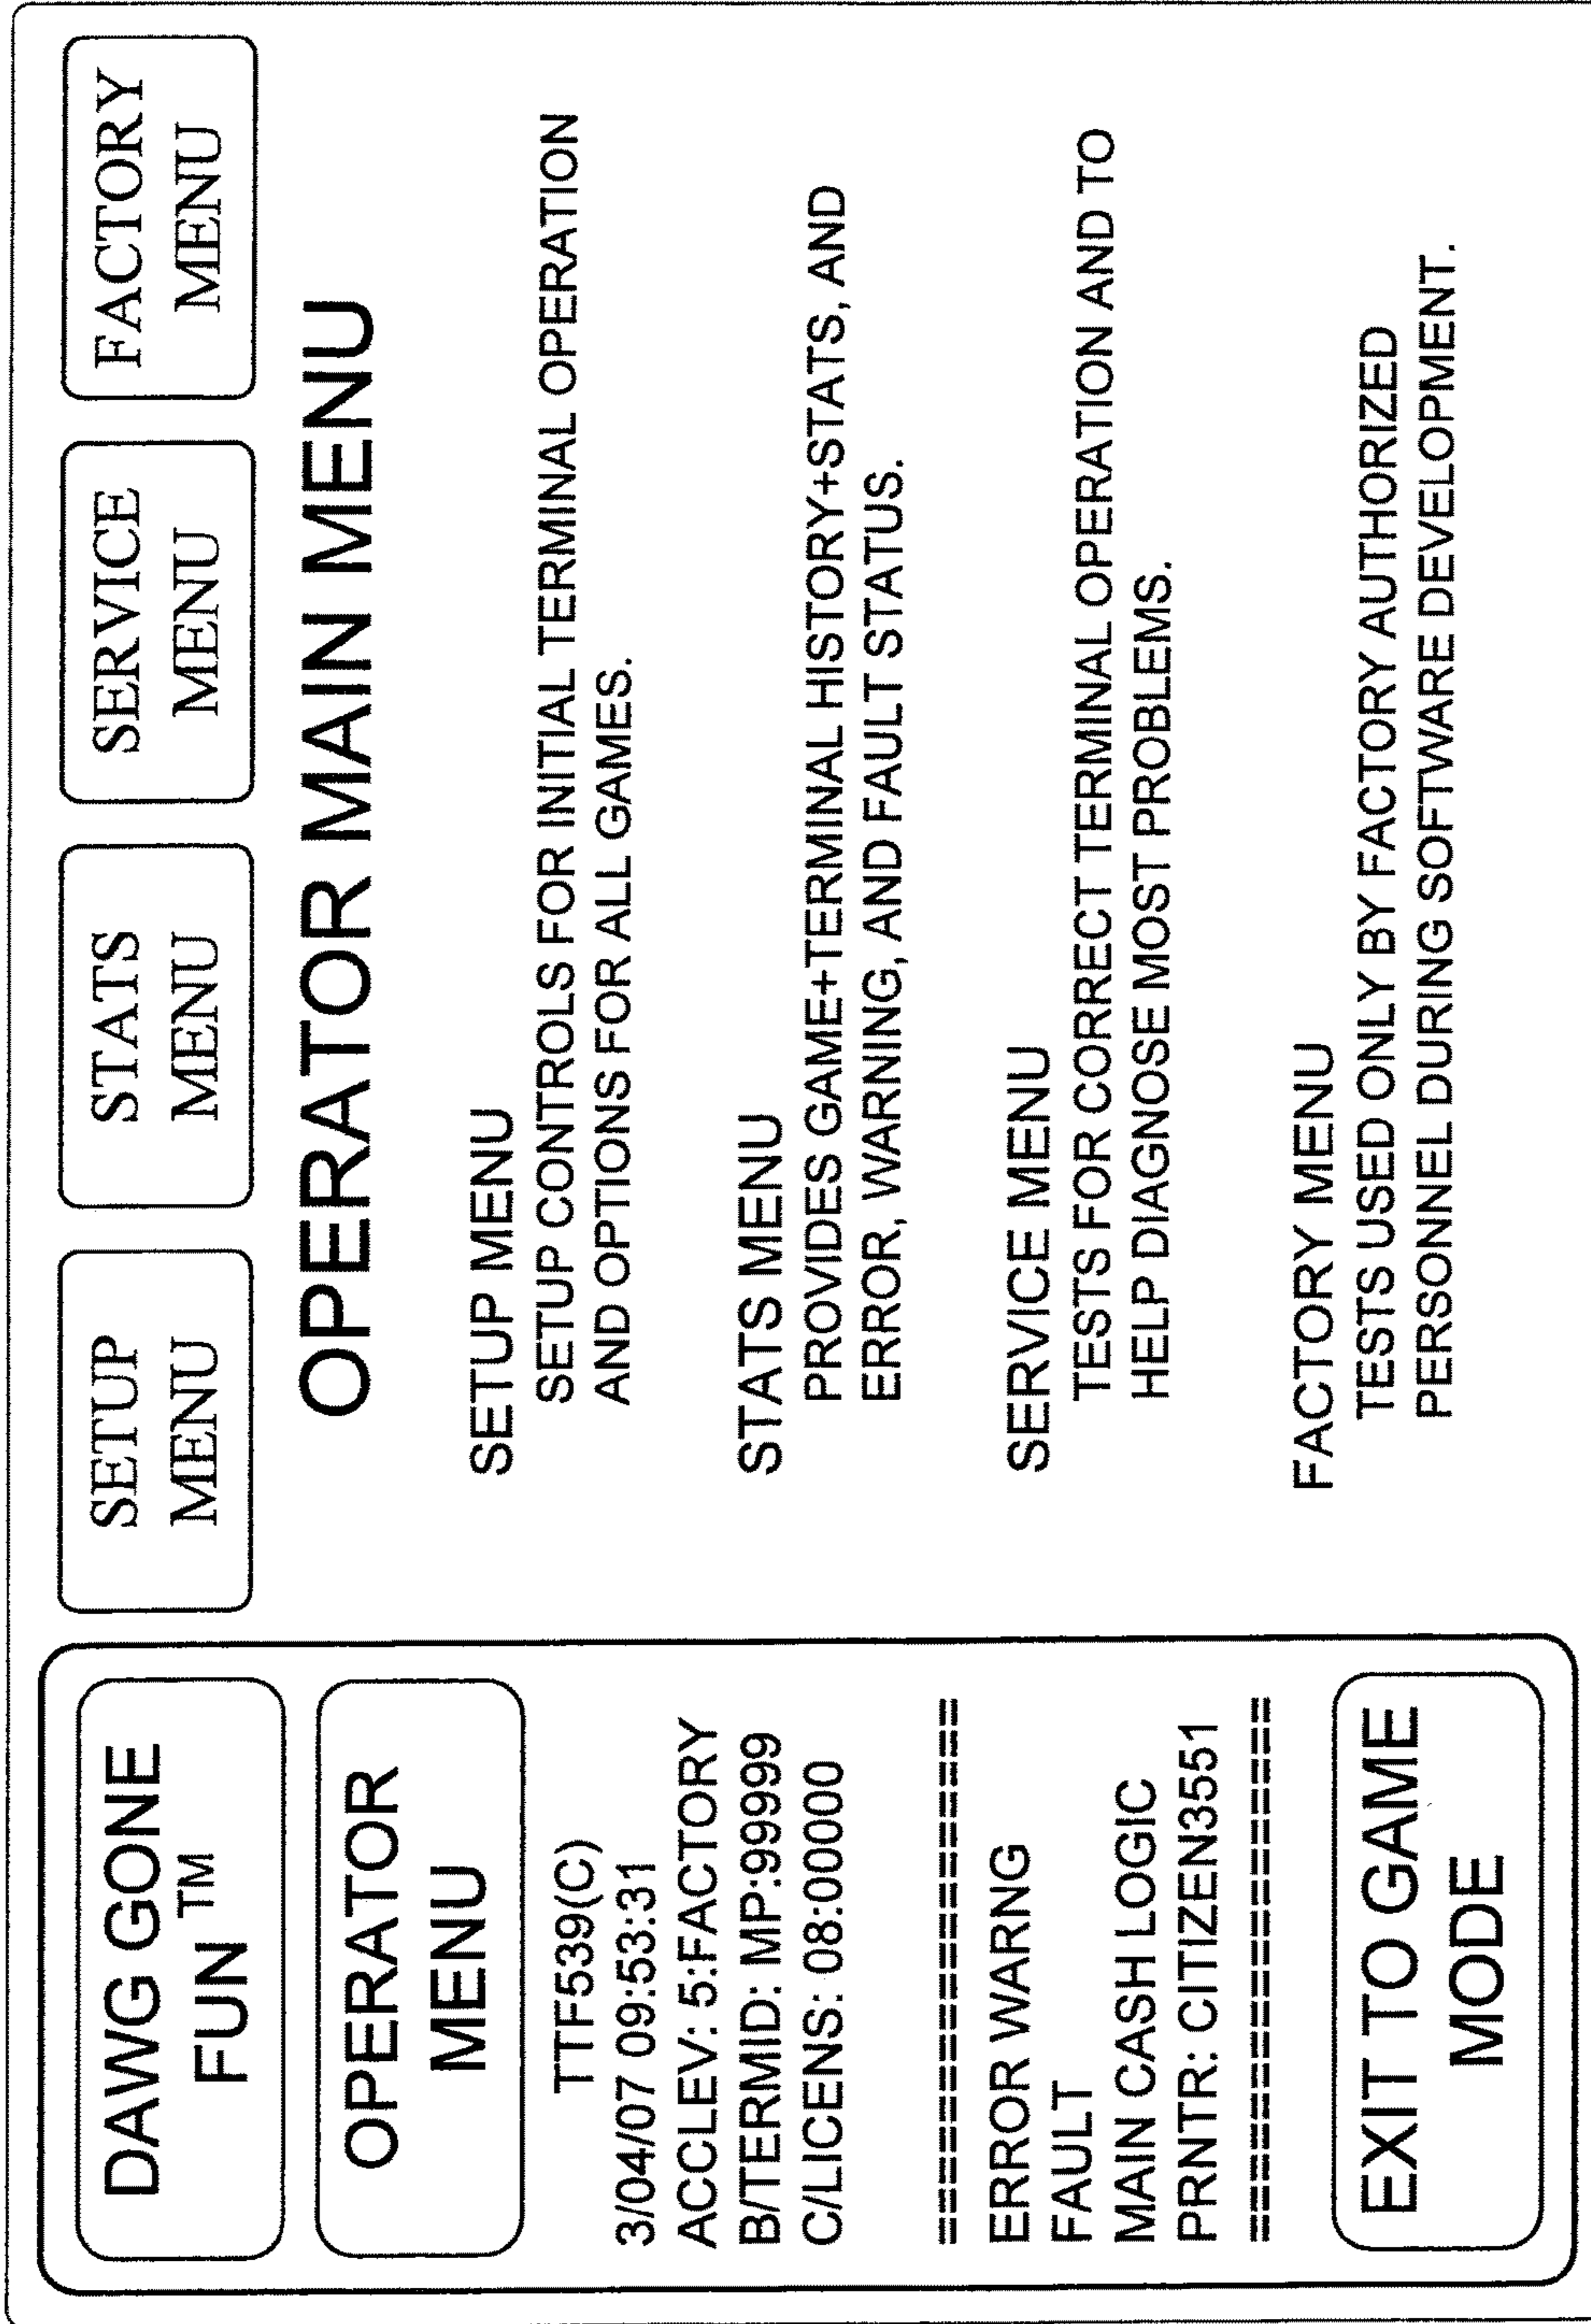 DAWG GONE
FUN ™
OPERATOR
MENU
TTF539(C)
3/04/07 09:53:31
ACCLEV: 5:FACTORY
B/TERMID: MP:99999
C/LICENS: 08:00000
==================
ERROR WARNG
FAULT
MAIN CASH LOGIC
PRNTR: CITIZEN3551
==================
EXIT TO GAME
MODE
SETUP
MENU
STATS
MENU
SERVICE
MENU
FACTORY
MENU
OPERATOR MAIN MENU
SETUP MENU
SETUP CONTROLS FOR INITIAL TERMINAL OPERATION
AND OPTIONS FOR ALL GAMES.
STATS MENU
PROVIDES GAME+TERMINAL HISTORY+STATS, AND
ERROR, WARNING, AND FAULT STATUS.
SERVICE MENU
TESTS FOR CORRECT TERMINAL OPERATION AND TO
HELP DIAGNOSE MOST PROBLEMS.
FACTORY MENU
TESTS USED ONLY BY FACTORY AUTHORIZED
PERSONNEL DURING SOFTWARE DEVELOPMENT.